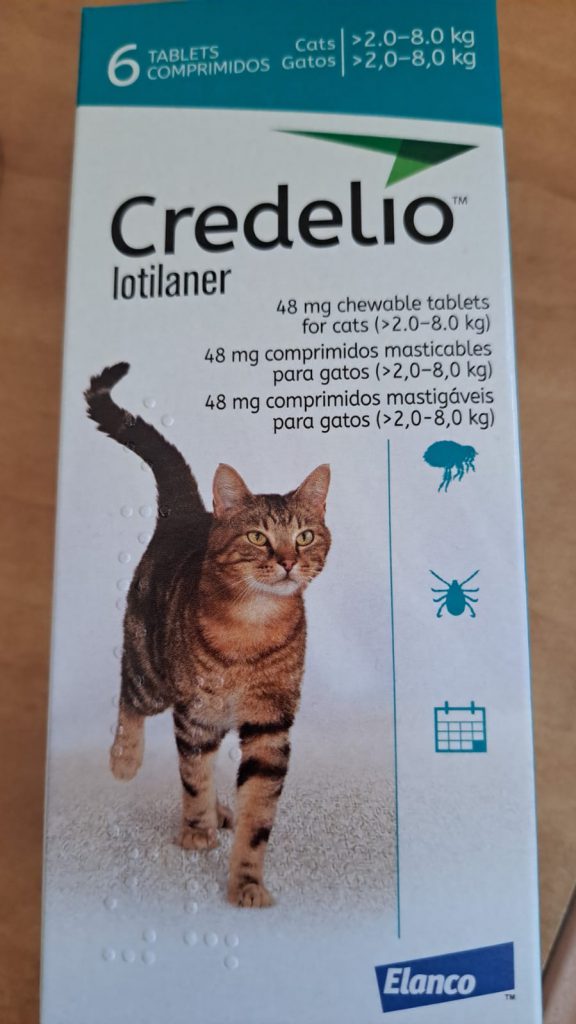 6 TABLETS Cats >2.0–8.0 kg
COMPRIMIDOS Gatos >2,0–8,0 kg
Credelio™
lotilaner
48 mg chewable tablets
for cats (>2.0–8.0 kg)
48 mg comprimidos masticables
para gatos (>2,0–8,0 kg)
48 mg comprimidos mastigáveis
para gatos (>2,0-8,0 kg)
Elanco™